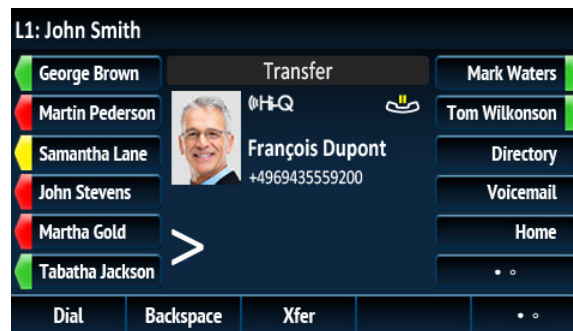 L1: John Smith
George Brown
Transfer
Mark Waters
Martin Pederson
Hi-Q
Tom Wilkonson
Samantha Lane
François Dupont
Directory
+4969435559200
John Stevens
Voicemail
Martha Gold
>
Home
Tabatha Jackson
Dial
Backspace
Xfer